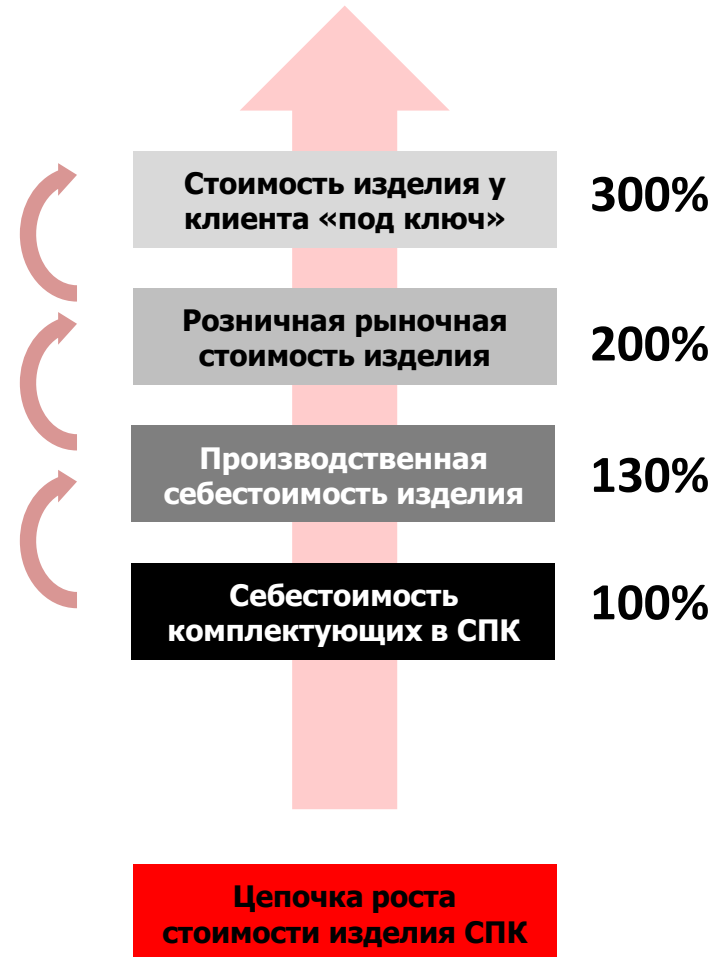 Стоимость изделия у
клиента «под ключ»
300%
Розничная рыночная
стоимость изделия
200%
Производственная
себестоимость изделия
130%
Себестоимость
комплектующих в СПК
100%
Цепочка роста
стоимости изделия СПК